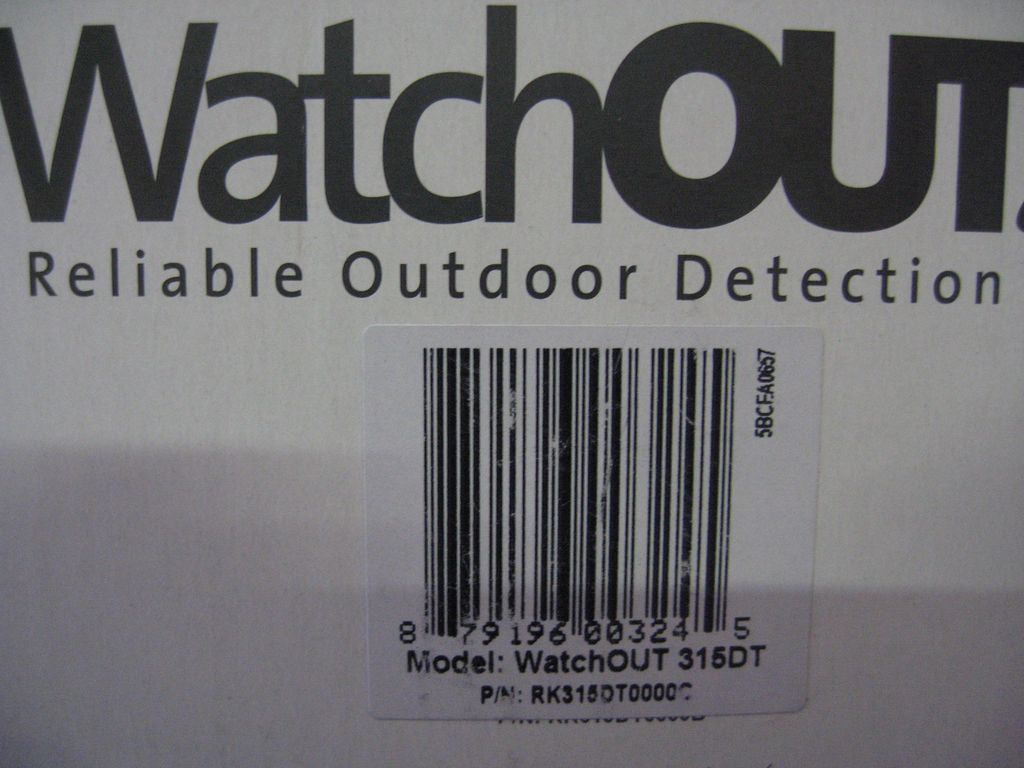 WatchOUT
Reliable Outdoor Detection
5BCFA0657
8 79196 00324 5
Model: WatchOUT 315DT
P/N: RK315DT0000C